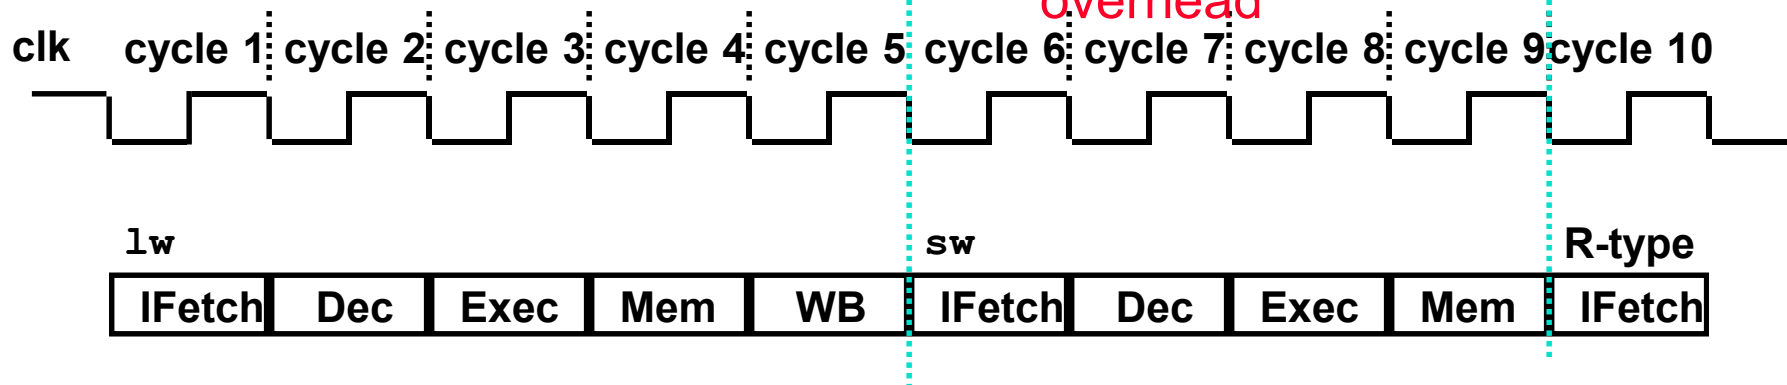 overhead
clk cycle 1 cycle 2 cycle 3 cycle 4 cycle 5 cycle 6 cycle 7 cycle 8 cycle 9 cycle 10
lw sw R-type
IFetch Dec Exec Mem WB IFetch Dec Exec Mem IFetch